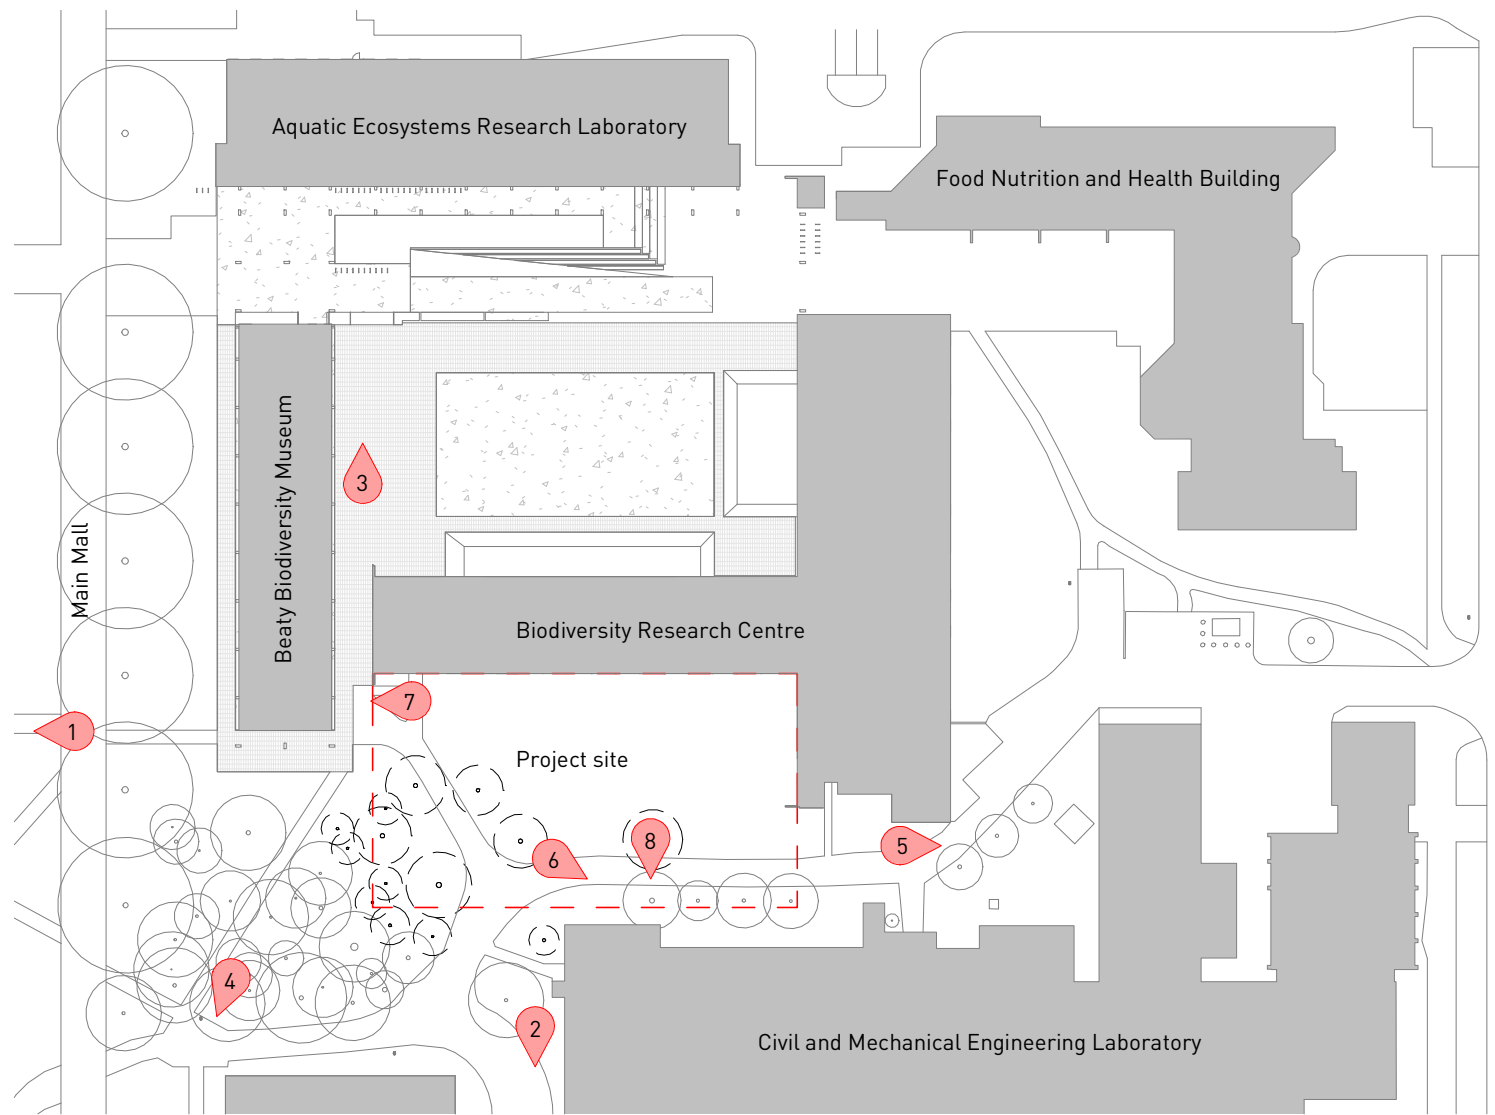 Aquatic Ecosystems Research Laboratory
Food Nutrition and Health Building
Beaty Biodiversity Museum
3
Main Mall
Biodiversity Research Centre
7
1
Project site
8
5
6
4
2
Civil and Mechanical Engineering Laboratory